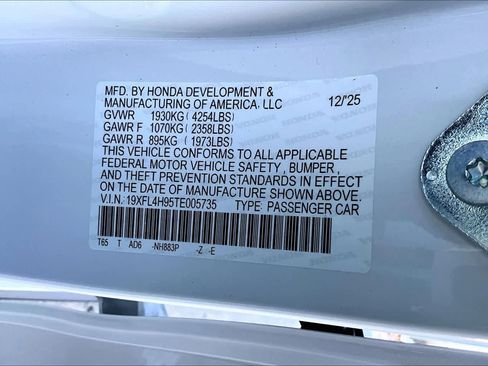 MFD. BY HONDA DEVELOPMENT &
MANUFACTURING OF AMERICA, LLC 12/'25
GVWR 1930KG ( 4254LBS)
GAWR F 1070KG ( 2358LBS)
GAWR R 895KG ( 1973LBS)
THIS VEHICLE CONFORMS TO ALL APPLICABLE
FEDERAL MOTOR VEHICLE SAFETY , BUMPER ,
AND THEFT PREVENTION STANDARDS IN EFFECT
ON THE DATE OF MANUFACTURE SHOWN ABOVE.
V.I.N. 19XFL4H95TE005735 TYPE: PASSENGER CAR
T65 T AD6 -NH883P -Z -E